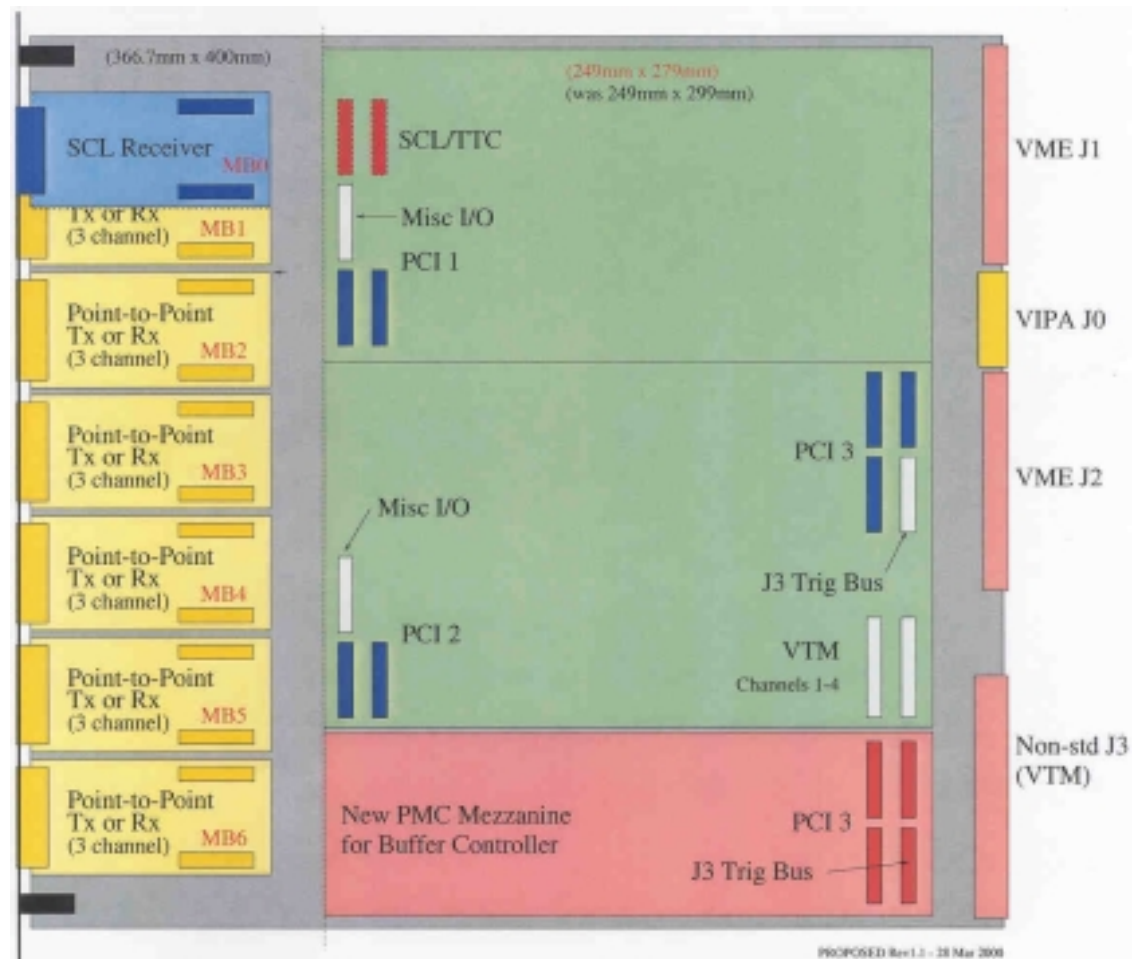 (366.7mm x 400mm)
(249mm x 279mm)
(was 249mm x 299mm)
SCL Receiver
MB0
SCL/TTC
VME J1
Tx or Rx
(3 channel)
MB1
Misc I/O
PCI 1
Point-to-Point
Tx or Rx
(3 channel)
MB2
VIPA J0
Point-to-Point
Tx or Rx
(3 channel)
MB3
PCI 3
VME J2
Misc I/O
J3 Trig Bus
Point-to-Point
Tx or Rx
(3 channel)
MB4
PCI 2
VTM
Channels 1-4
Point-to-Point
Tx or Rx
(3 channel)
MB5
Non-std J3
(VTM)
Point-to-Point
Tx or Rx
(3 channel)
MB6
New PMC Mezzanine
for Buffer Controller
PCI 3
J3 Trig Bus
PROPOSED Rev1.1 - 28 Mar 2000